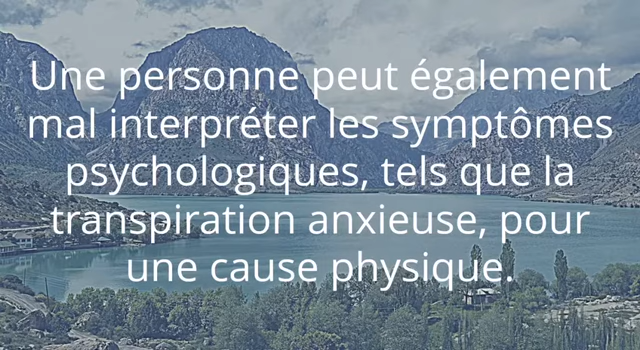 Une personne peut également
mal interpréter les symptômes
psychologiques, tels que la
transpiration anxieuse, pour
une cause physique.